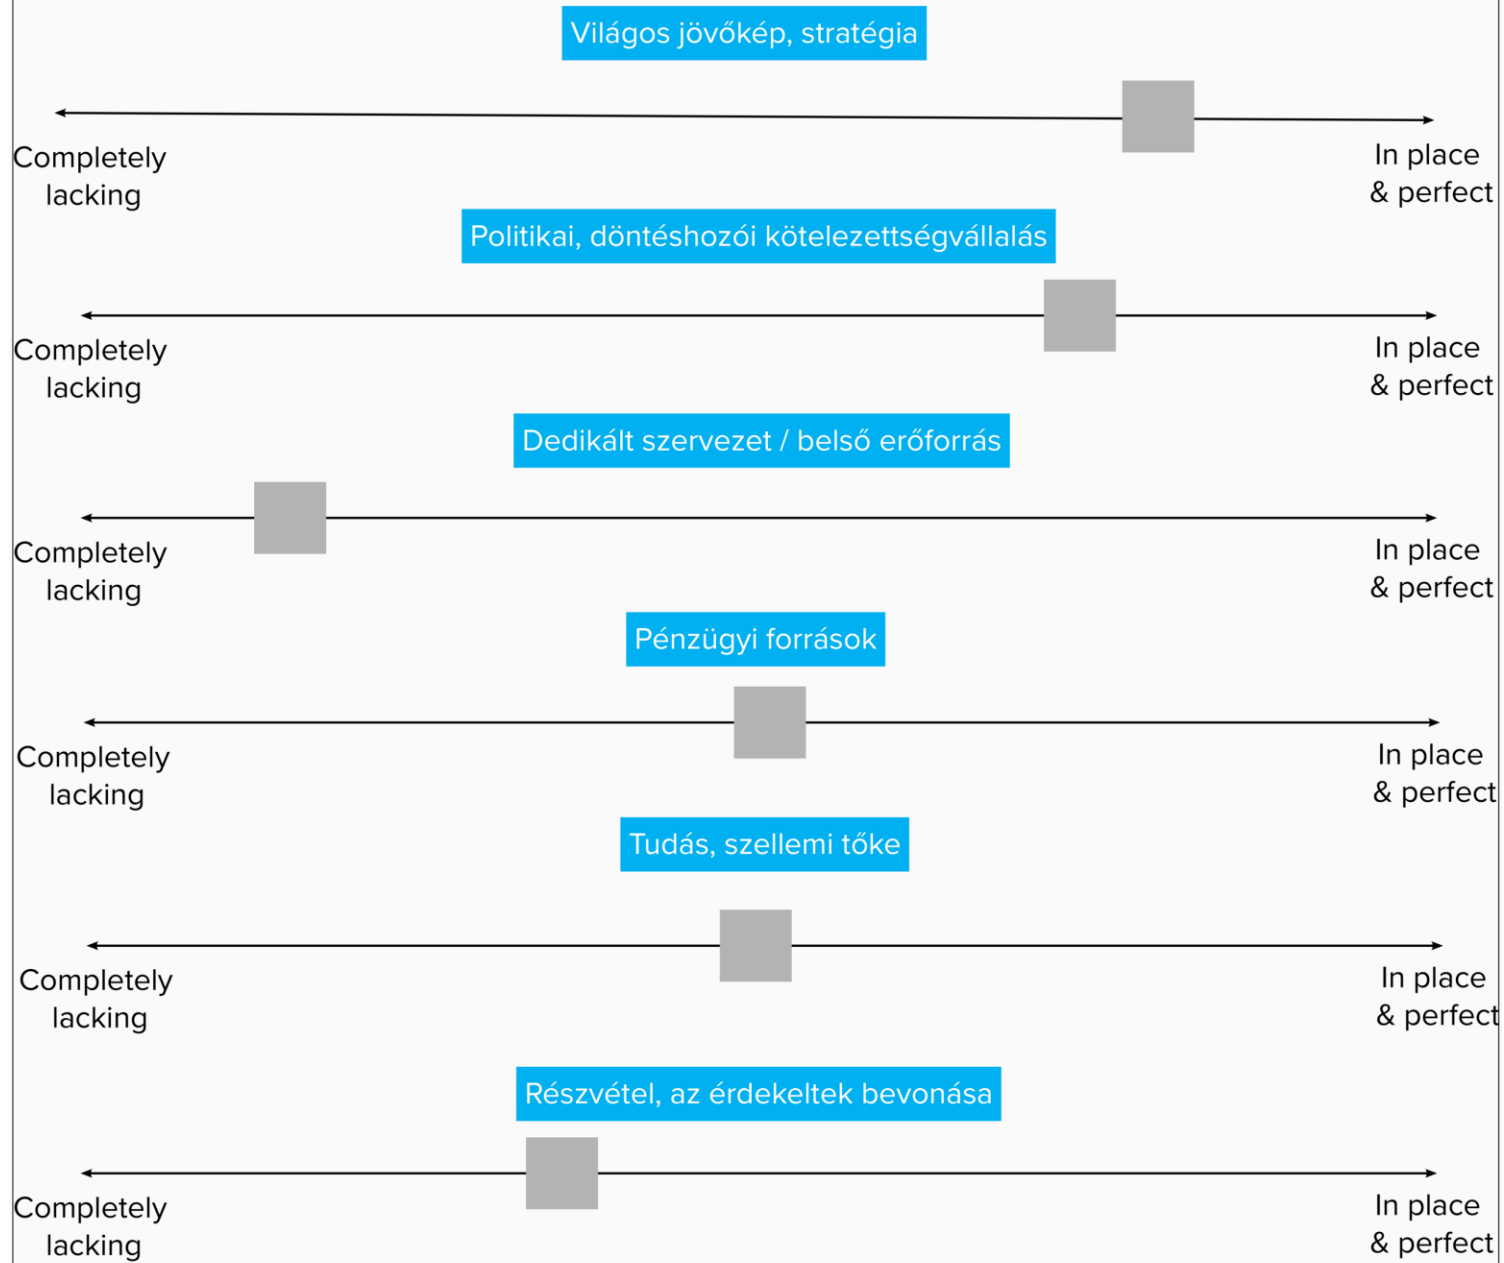 Világos jövőkép, stratégia
Completely
lacking
In place
& perfect
Politikai, döntéshozói kötelezettségvállalás
Completely
lacking
In place
& perfect
Dedikált szervezet / belső erőforrás
Completely
lacking
In place
& perfect
Pénzügyi források
Completely
lacking
In place
& perfect
Tudás, szellemi tőke
Completely
lacking
In place
& perfect
Részvétel, az érdekeltek bevonása
Completely
lacking
In place
& perfect